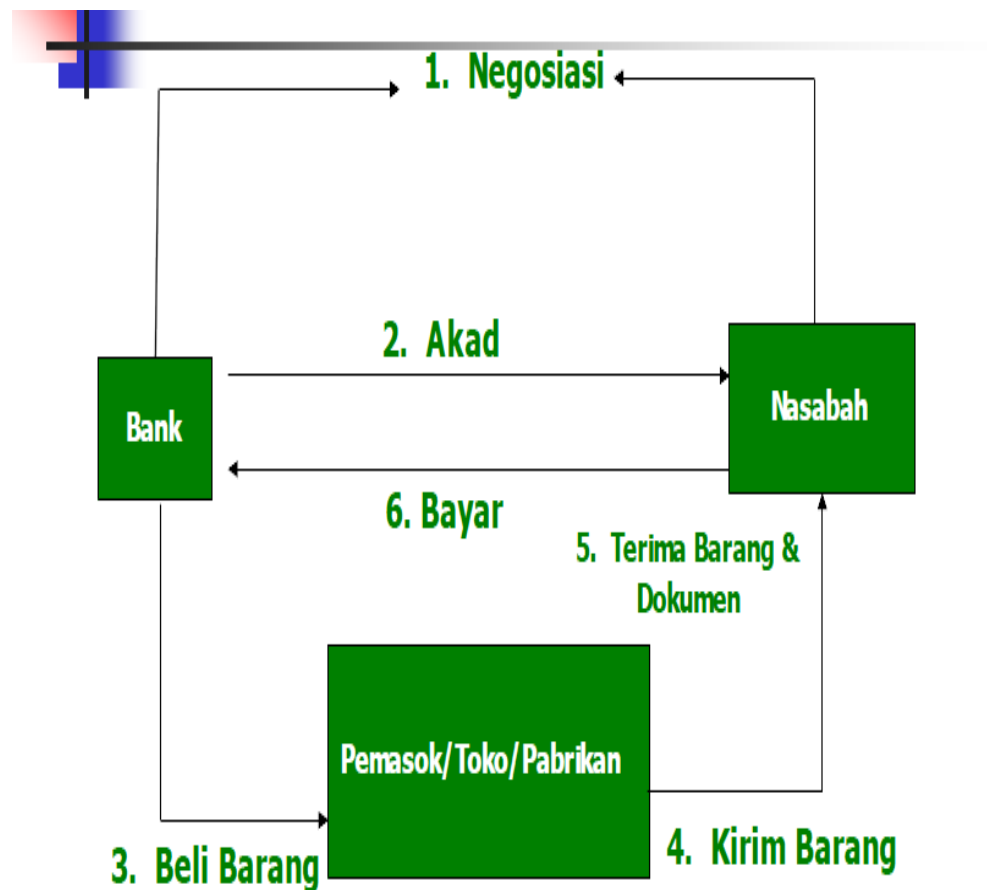 1. Negosiasi
2. Akad
Bank
Nasabah
6. Bayar
5. Terima Barang &
Dokumen
Pemasok/Toko/Pabrikan
3. Beli Barang
4. Kirim Barang